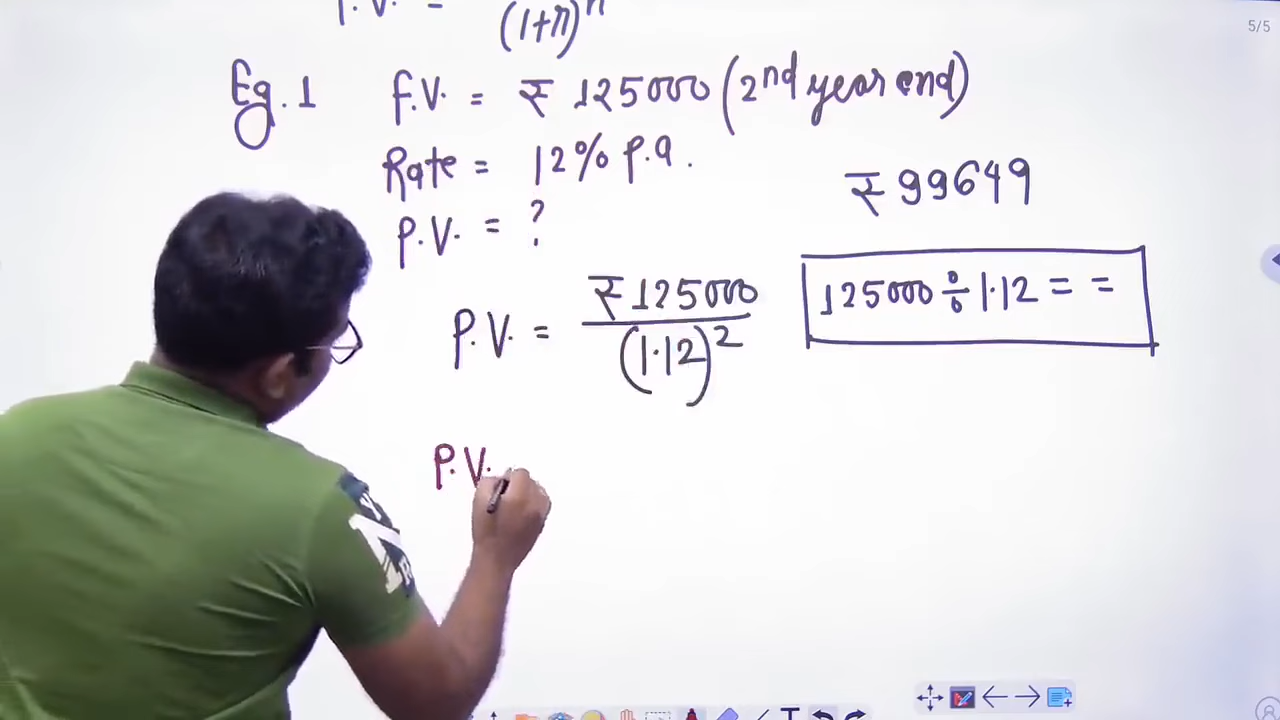 5/5
P.V. =
(1+r)^n
Eg. 1 F.V. = ₹ 125000 (2nd year end)
Rate = 12% p.a.
P.V. = ?
₹ 99649
P.V. = ₹ 125000
(1.12)^2
125000 ÷ 1.12 = =
P.V.